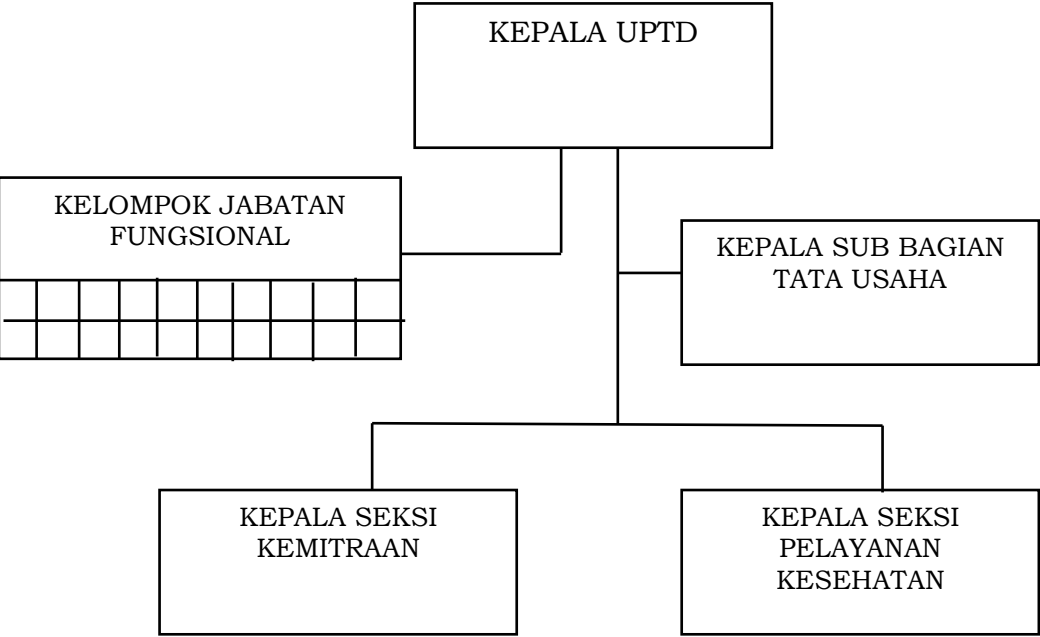 KEPALA UPTD
KELOMPOK JABATAN
FUNGSIONAL
KEPALA SUB BAGIAN
TATA USAHA
KEPALA SEKSI
KEMITRAAN
KEPALA SEKSI
PELAYANAN
KESEHATAN